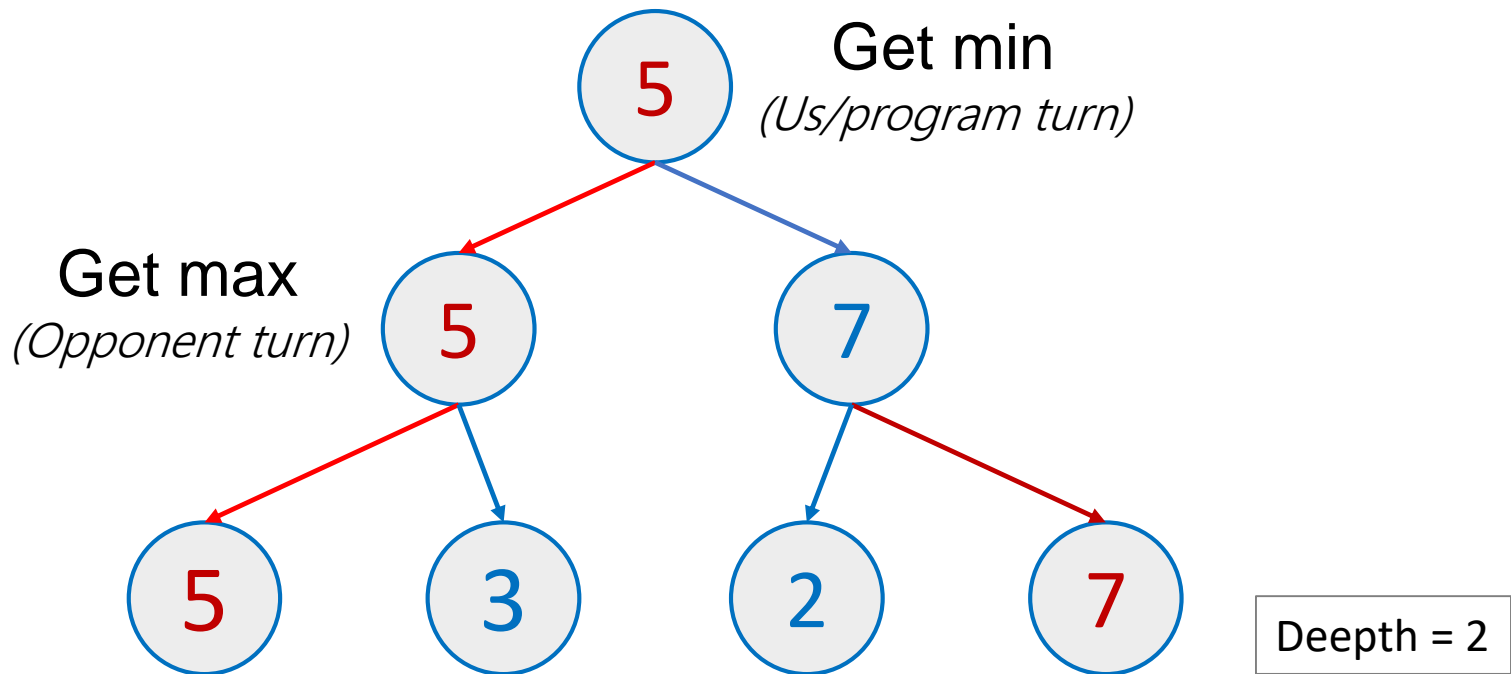 5
Get min
(Us/program turn)
Get max
(Opponent turn)
5
7
5
3
2
7
Deepth = 2